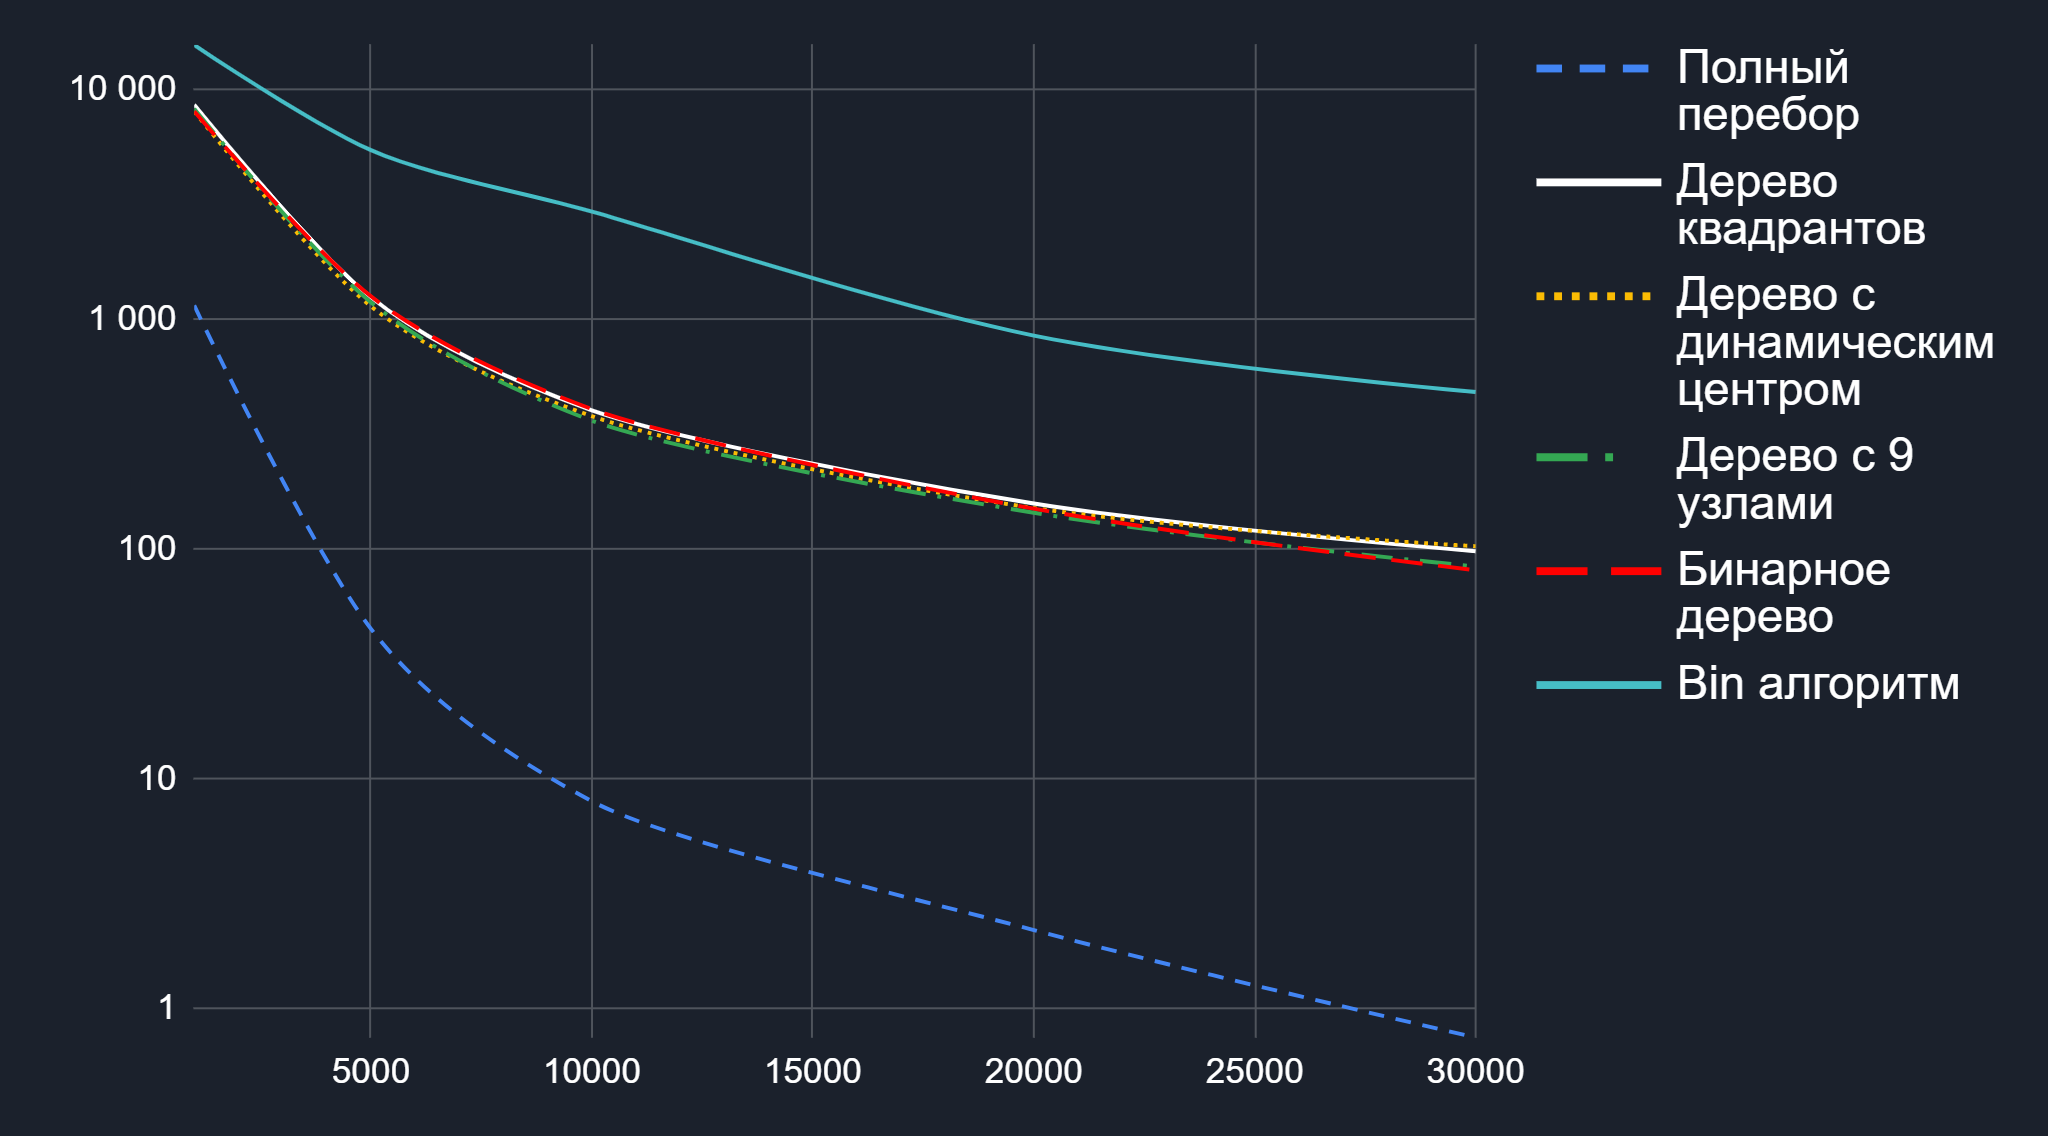 10 000
1 000
100
10
1
5000
10000
15000
20000
25000
30000
Полный
перебор
Дерево
квадрантов
Дерево с
динамическим
центром
Дерево с 9
узлами
Бинарное
дерево
Bin алгоритм